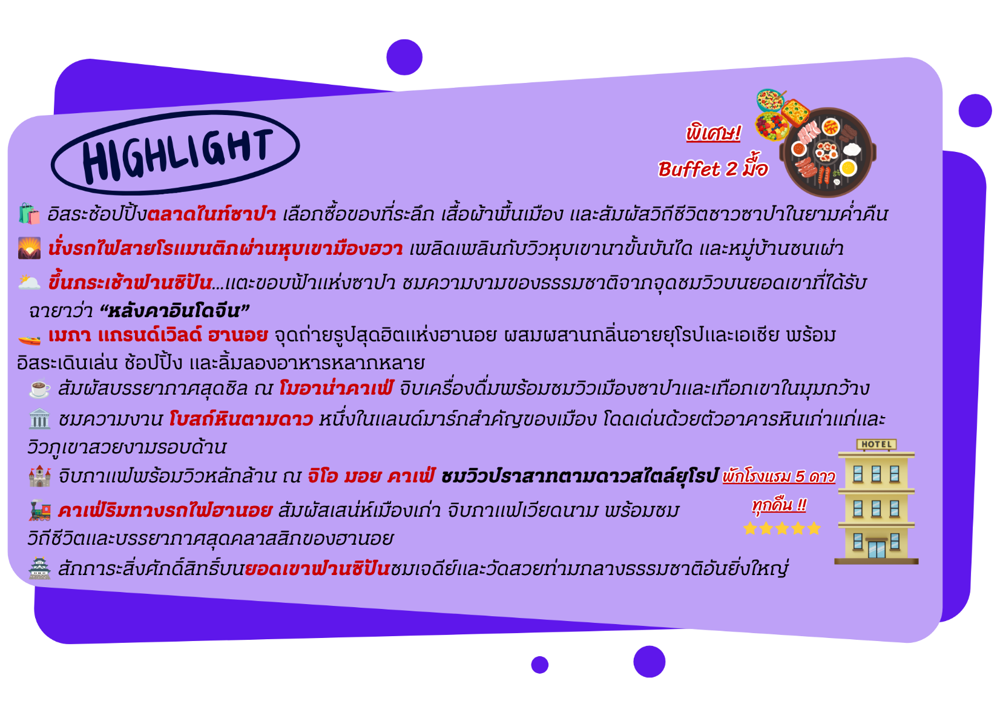 HIGHLIGHT
พิเศษ!
Buffet 2 มื้อ
🛍️ อิสระช้อปปิ้งตลาดไนท์ซาปา เลือกซื้อของที่ระลึก เสื้อผ้าพื้นเมือง และสัมผัสวิถีชีวิตชาวซาปาในยามค่ำคืน
🌄 นั่งรถไฟสายโรแมนติกผ่านหุบเขามืองฮวา เพลิดเพลินกับวิวหุบเขานาขั้นบันได และหมู่บ้านชนเผ่า
🌥️ ขึ้นกระเช้าฟานซิปัน...แตะขอบฟ้าแห่งซาปา ชมความงามของธรรมชาติจากจุดชมวิวบนยอดเขาที่ได้รับ
ฉายาว่า “หลังคาอินโดจีน”
🚤 เมกา แกรนด์เวิลด์ ฮานอย จุดถ่ายรูปสุดฮิตแห่งฮานอย ผสมผสานกลิ่นอายยุโรปและเอเชีย พร้อม
อิสระเดินเล่น ช้อปปิ้ง และลิ้มลองอาหารหลากหลาย
☕ สัมผัสบรรยากาศสุดชิล ณ โมอาน่าคาเฟ่ จิบเครื่องดื่มพร้อมชมวิวเมืองซาปาและเทือกเขาในมุมกว้าง
🏛️ ชมความงาน โบสถ์หินตามดาว หนึ่งในแลนด์มาร์กสำคัญของเมือง โดดเด่นด้วยตัวอาคารหินเก่าแก่และ
วิวภูเขาสวยงามรอบด้าน
HOTEL
🏰 จิบกาแฟพร้อมวิวหลักล้าน ณ จิโอ มอย คาเฟ่ ชมวิวปราสาทตามดาวสไตล์ยุโรป
พักโรงแรม 5 ดาว
ทุกคืน !!
🚂 คาเฟ่ริมทางรถไฟฮานอย สัมผัสเสน่ห์เมืองเก่า จิบกาแฟเวียดนาม พร้อมชม
วิถีชีวิตและบรรยากาศสุดคลาสสิกของฮานอย
🏯 สักการะสิ่งศักดิ์สิทธิ์บนยอดเขาฟานซิปันชมเจดีย์และวัดสวยท่ามกลางธรรมชาติอันยิ่งใหญ่